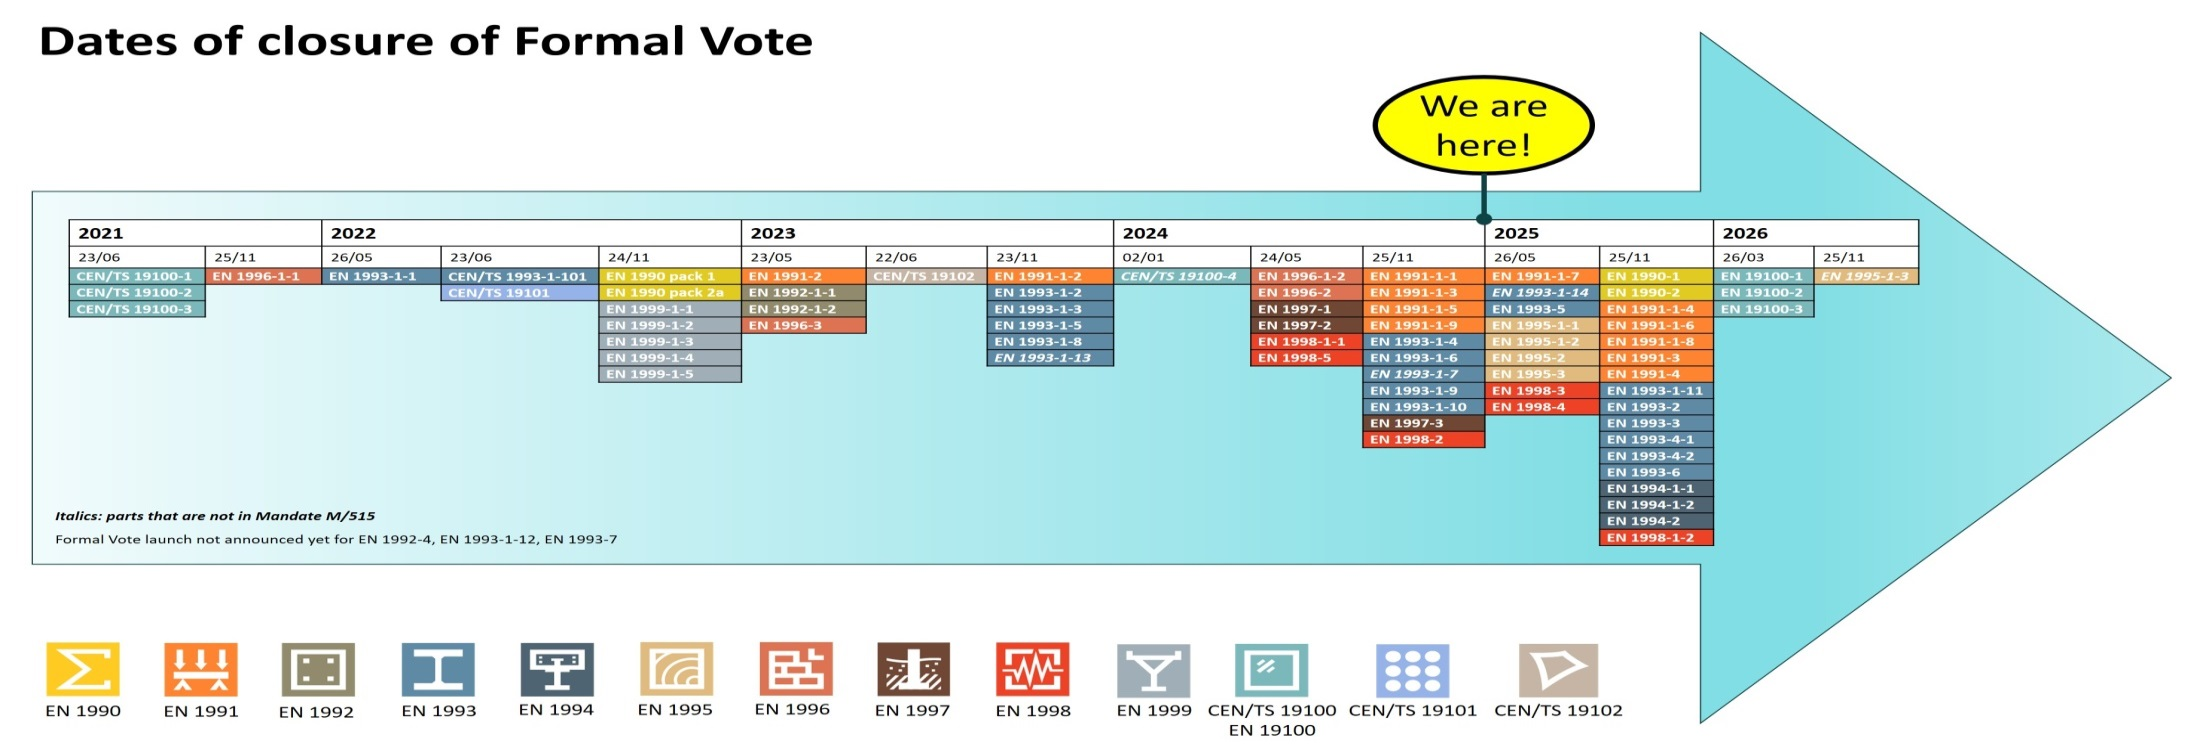 Dates of closure of Formal Vote
We are
here!
2021 2022 2023 2024 2025 2026
23/06 25/11 26/05 23/06 24/11 23/05 22/06 23/11 02/01 24/05 25/11 26/05 25/11 26/03 25/11
CEN/TS 19100-1 EN 1996-1-1 EN 1993-1-1 CEN/TS 1993-1-101 EN 1990 pack 1 EN 1991-2 CEN/TS 19102 EN 1991-1-2 CEN/TS 19100-4 EN 1996-1-2 EN 1991-1-1 EN 1991-1-7 EN 1990-1 EN 19100-1 EN 1995-1-3
CEN/TS 19100-2 CEN/TS 19101 EN 1990 pack 2a EN 1992-1-1 EN 1993-1-2 EN 1996-2 EN 1991-1-3 EN 1993-1-14 EN 1990-2 EN 19100-2
CEN/TS 19100-3 EN 1999-1-1 EN 1992-1-2 EN 1993-1-3 EN 1997-1 EN 1991-1-5 EN 1993-5 EN 1991-1-4 EN 19100-3
EN 1999-1-2 EN 1996-3 EN 1993-1-5 EN 1997-2 EN 1991-1-9 EN 1995-1-1 EN 1991-1-6
EN 1999-1-3 EN 1993-1-8 EN 1998-1-1 EN 1993-1-4 EN 1995-1-2 EN 1991-1-8
EN 1999-1-4 EN 1993-1-13 EN 1998-5 EN 1993-1-6 EN 1995-2 EN 1991-3
EN 1999-1-5 EN 1993-1-7 EN 1995-3 EN 1991-4
EN 1993-1-9 EN 1998-3 EN 1993-1-11
EN 1993-1-10 EN 1998-4 EN 1993-2
EN 1997-3 EN 1993-3
EN 1998-2 EN 1993-4-1
EN 1993-4-2
EN 1993-6
EN 1994-1-1
EN 1994-1-2
EN 1994-2
EN 1998-1-2
Italics: parts that are not in Mandate M/515
Formal Vote launch not announced yet for EN 1992-4, EN 1993-1-12, EN 1993-7
EN 1990 EN 1991 EN 1992 EN 1993 EN 1994 EN 1995 EN 1996 EN 1997 EN 1998 EN 1999 CEN/TS 19100 CEN/TS 19101 CEN/TS 19102
EN 19100